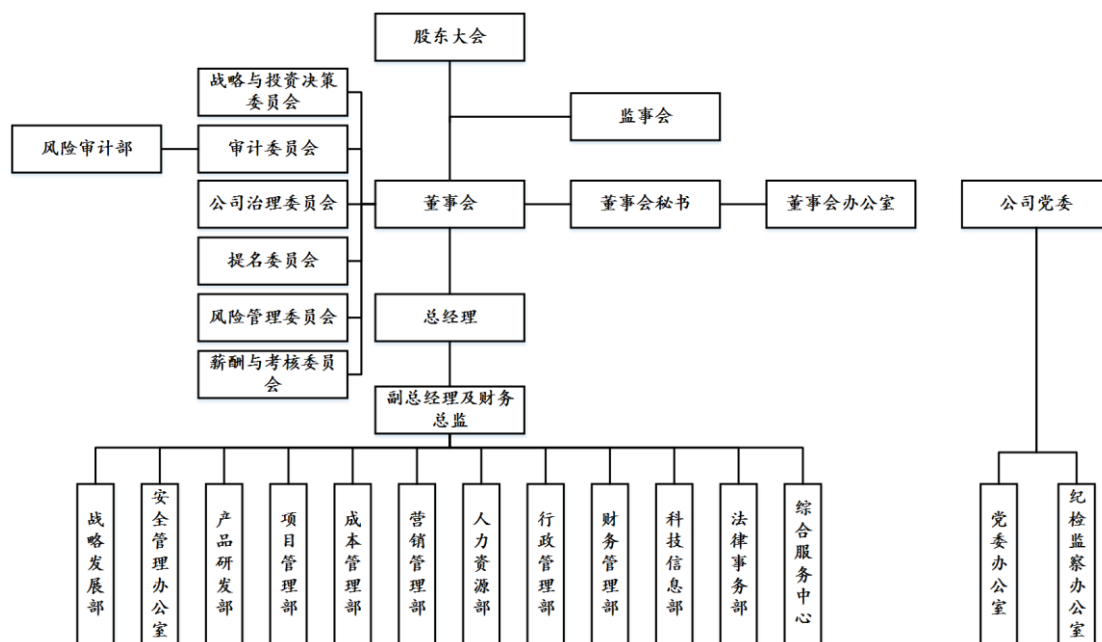 股东大会
战略与投资决策
委员会
监事会
风险审计部
审计委员会
公司治理委员会
董事会
董事会秘书
董事会办公室
公司党委
提名委员会
风险管理委员会
总经理
薪酬与考核委员
会
副总经理及财务
总监
战略发展部
安全管理办公室
产品研发部
项目管理部
成本管理部
营销管理部
人力资源部
行政管理部
财务管理部
科技信息部
法律事务部
综合服务中心
党委办公室
纪检监察办公室